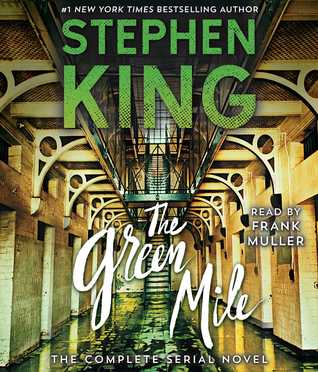 #1 NEW YORK TIMES BESTSELLING AUTHOR
STEPHEN
KING
READ BY
FRANK
MULLER
The
green
Mile
THE COMPLETE SERIAL NOVEL